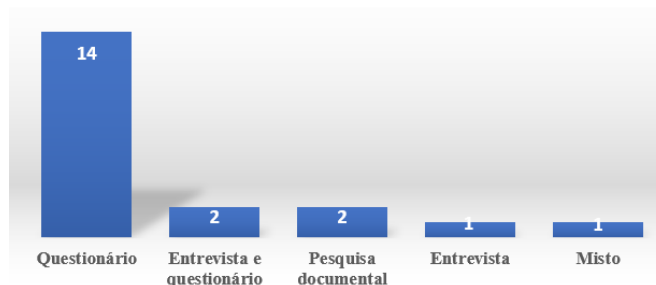 14
2
2
1
1
Questionário
Entrevista e
questionário
Pesquisa
documental
Entrevista
Misto